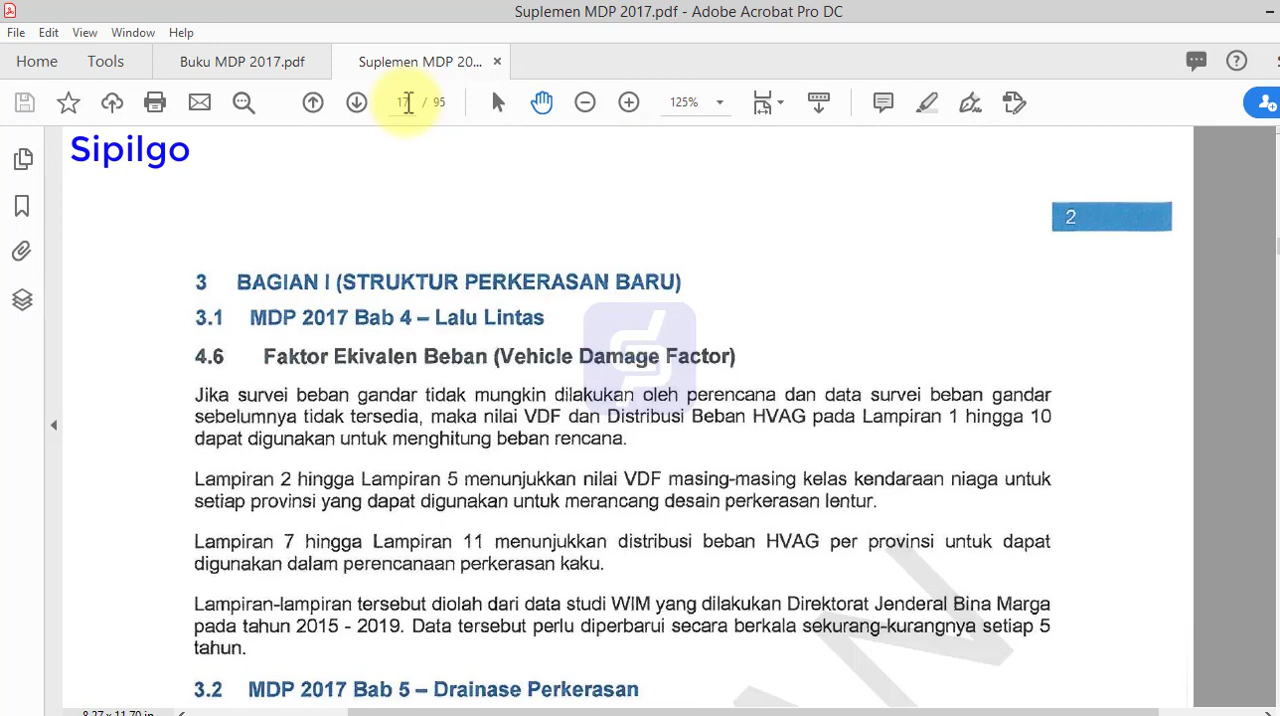 Suplemen MDP 2017.pdf - Adobe Acrobat Pro DC
File Edit View Window Help
Home Tools Buku MDP 2017.pdf Suplemen MDP 20... ×
17 / 95 125%
Sipilgo
2
3 BAGIAN I (STRUKTUR PERKERASAN BARU)
3.1 MDP 2017 Bab 4 – Lalu Lintas
4.6 Faktor Ekivalen Beban (Vehicle Damage Factor)
Jika survei beban gandar tidak mungkin dilakukan oleh perencana dan data survei beban gandar
sebelumnya tidak tersedia, maka nilai VDF dan Distribusi Beban HVAG pada Lampiran 1 hingga 10
dapat digunakan untuk menghitung beban rencana.
Lampiran 2 hingga Lampiran 5 menunjukkan nilai VDF masing-masing kelas kendaraan niaga untuk
setiap provinsi yang dapat digunakan untuk merancang desain perkerasan lentur.
Lampiran 7 hingga Lampiran 11 menunjukkan distribusi beban HVAG per provinsi untuk dapat
digunakan dalam perencanaan perkerasan kaku.
Lampiran-lampiran tersebut diolah dari data studi WIM yang dilakukan Direktorat Jenderal Bina Marga
pada tahun 2015 - 2019. Data tersebut perlu diperbarui secara berkala sekurang-kurangnya setiap 5
tahun.
3.2 MDP 2017 Bab 5 – Drainase Perkerasan
8.27 x 11.70 in